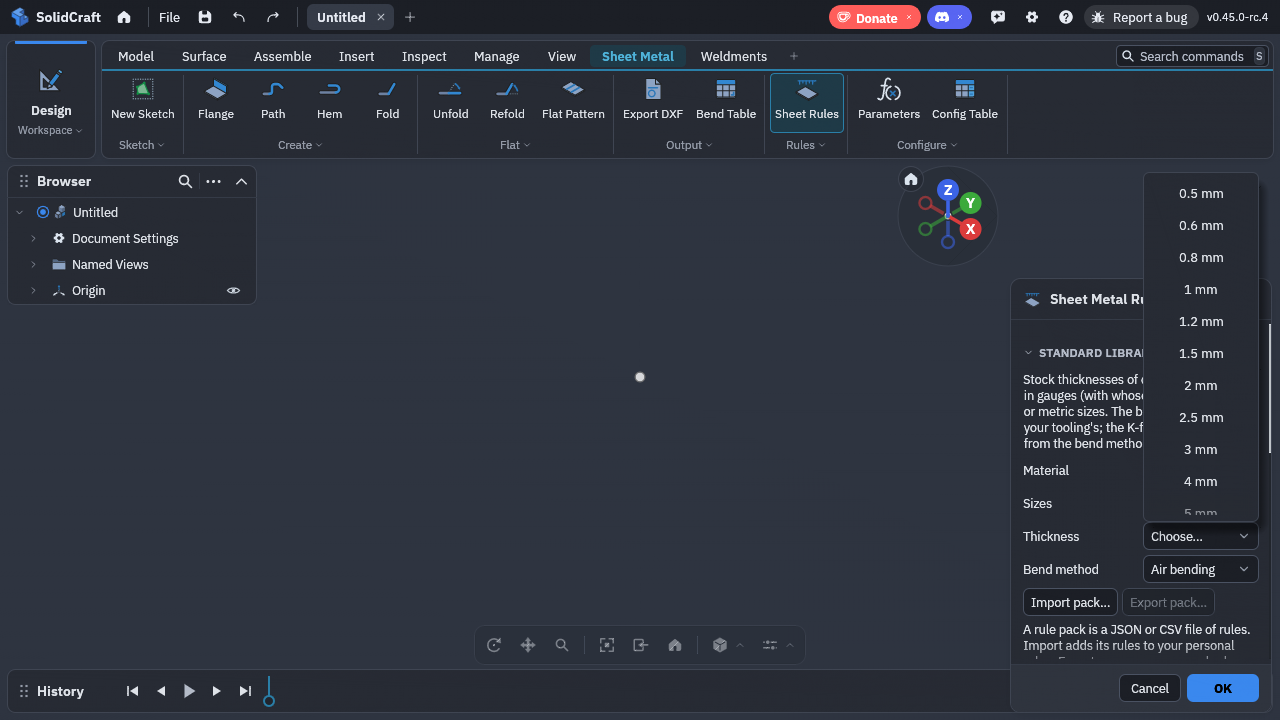 SolidCraft
File
Untitled
Donate
Report a bug
v0.45.0-rc.4
Design
Workspace
Model
Surface
Assemble
Insert
Inspect
Manage
View
Sheet Metal
Weldments
Search commands
S
New Sketch
Flange
Path
Hem
Fold
Unfold
Refold
Flat Pattern
Export DXF
Bend Table
Sheet Rules
Parameters
Config Table
Sketch
Create
Flat
Output
Rules
Configure
Browser
Untitled
Document Settings
Named Views
Origin
Z
Y
X
0.5 mm
0.6 mm
0.8 mm
1 mm
1.2 mm
1.5 mm
2 mm
2.5 mm
3 mm
4 mm
5 mm
Sheet Metal Ru
STANDARD LIBRA
Stock thicknesses of
in gauges (with whose
or metric sizes. The b
your tooling's; the K-f
from the bend metho
Material
Sizes
Thickness
Choose...
Bend method
Air bending
Import pack...
Export pack...
A rule pack is a JSON or CSV file of rules.
Import adds its rules to your personal
Cancel
OK
History